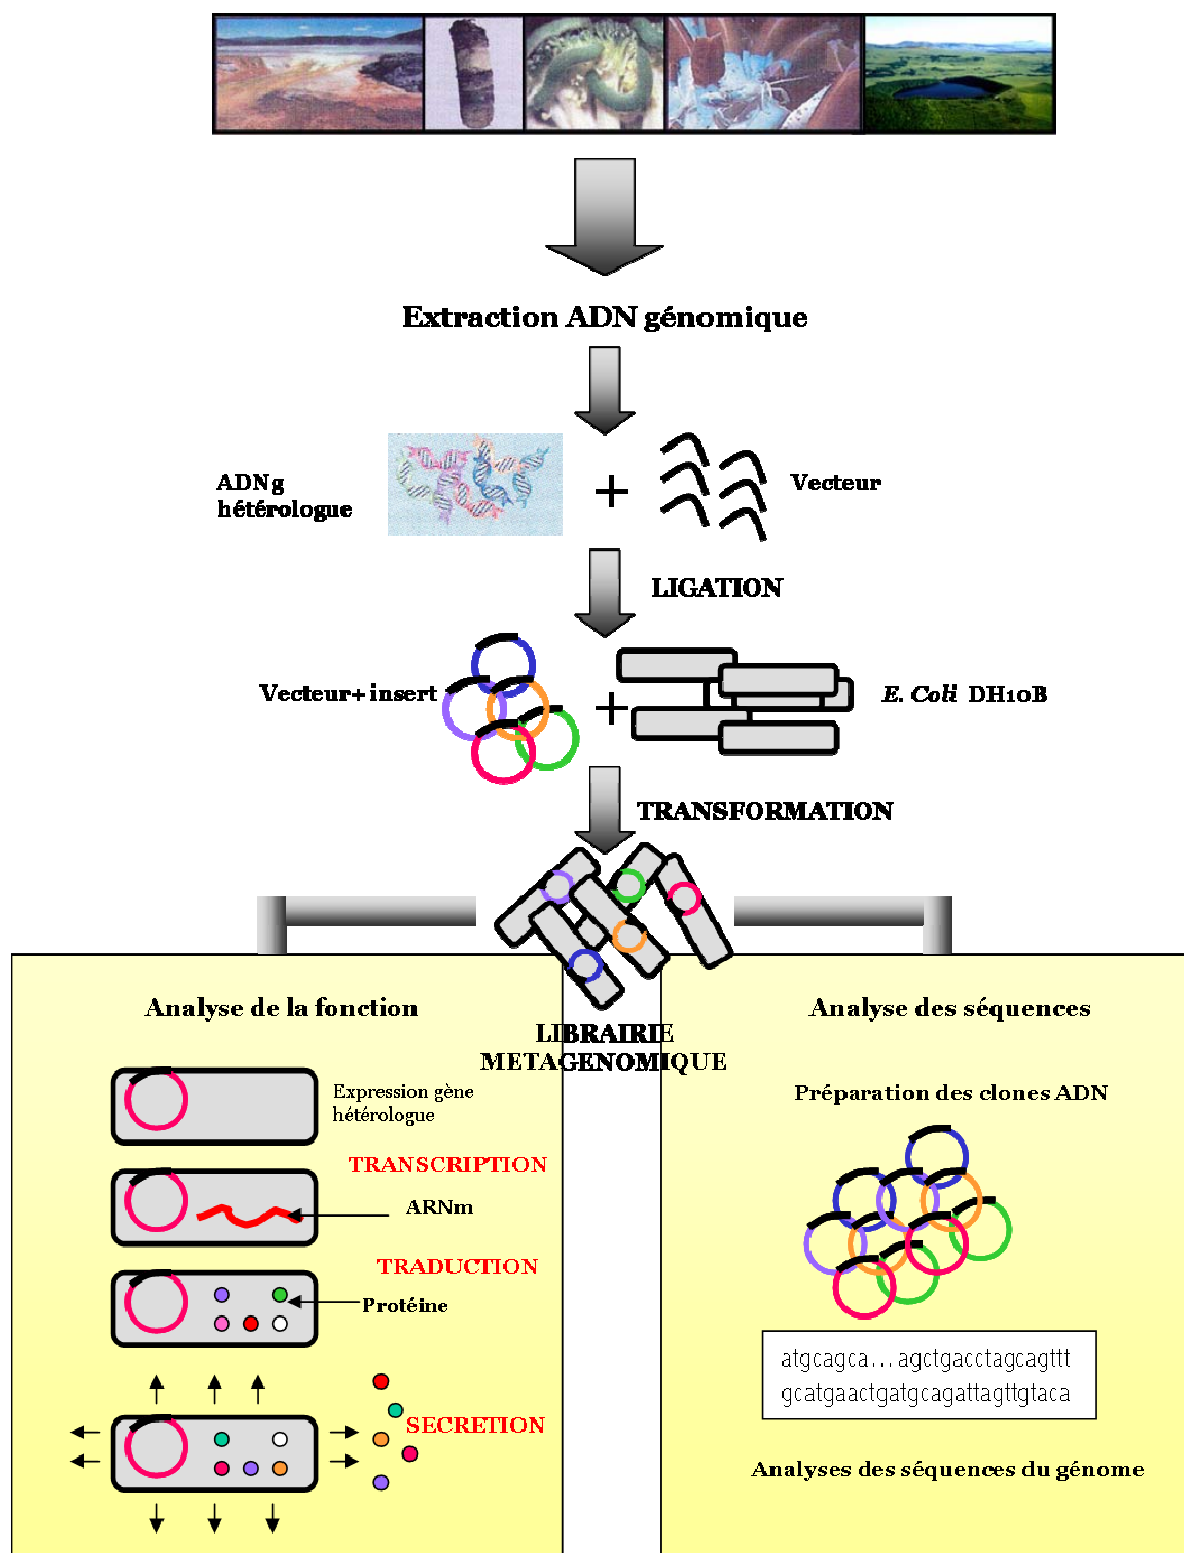 Extraction ADN génomique
ADNg
hétérologue
Vecteur
LIGATION
Vecteur+ insert
E. Coli DH10B
TRANSFORMATION
LIBRAIRIE
METAGENOMIQUE
Analyse de la fonction
Expression gène
hétérologue
TRANSCRIPTION
ARNm
TRADUCTION
Protéine
SECRETION
Analyse des séquences
Préparation des clones ADN
atgcagca...agctgacctagcagttt
gcatgaactgatgcagattagttgtaca
Analyses des séquences du génome